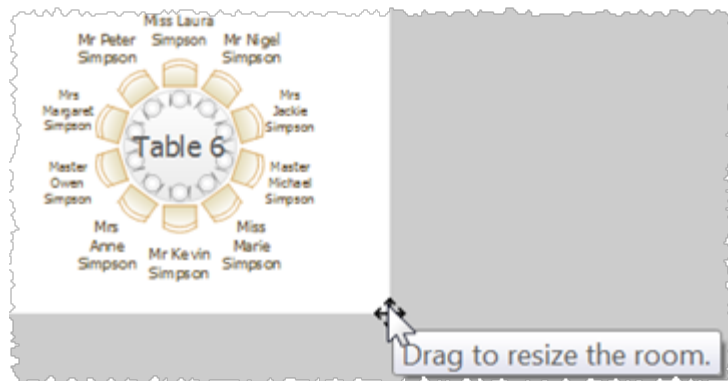 Miss Laura
Simpson
Mr Peter
Simpson
Mr Nigel
Simpson
Mrs
Margaret
Simpson
Mrs
Jackie
Simpson
Table 6
Master
Owen
Simpson
Master
Michael
Simpson
Mrs
Anne
Simpson
Mr Kevin
Simpson
Miss
Marie
Simpson
Drag to resize the room.